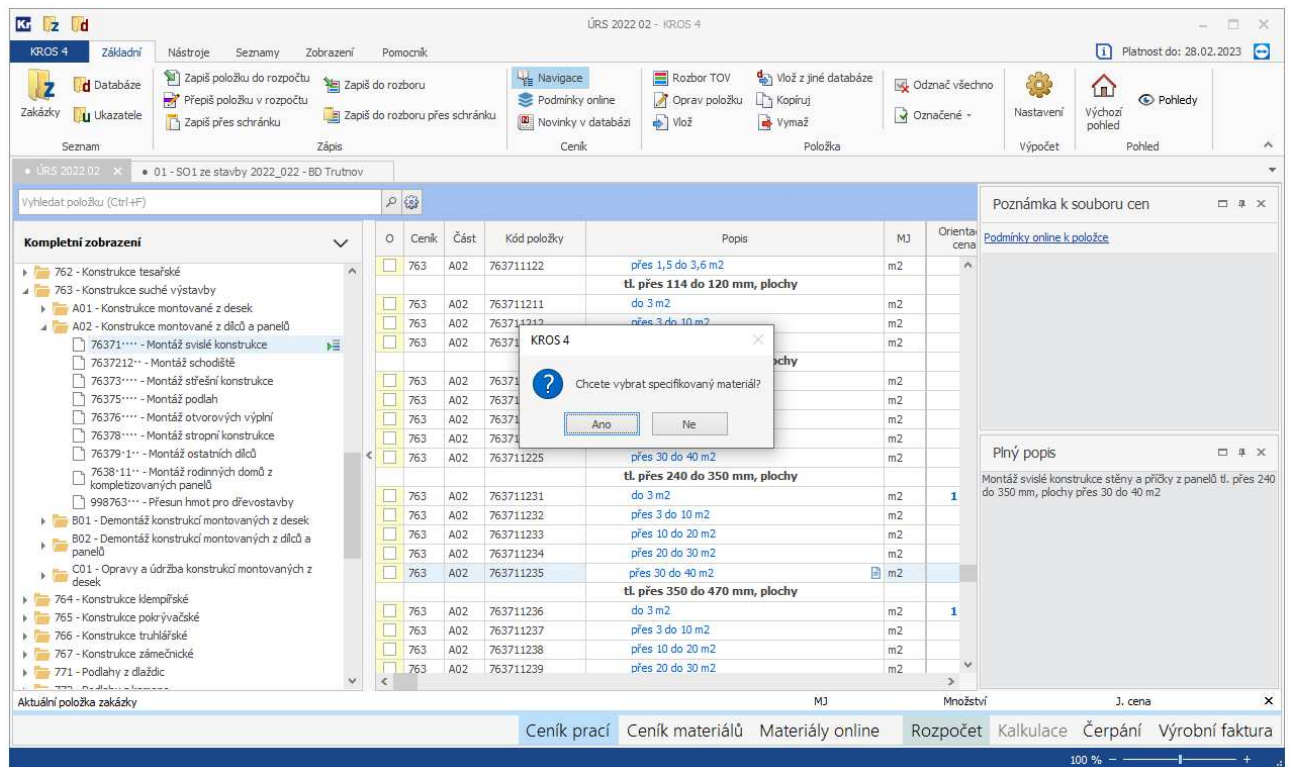 ÚRS 2022 02 - KROS 4
KROS 4 Základní Nástroje Seznamy Zobrazení Pomocník Platnost do: 28.02.2023
Zakázky
Databáze
Ukazatele
Seznam
Zapiš položku do rozpočtu
Přepiš položku v rozpočtu
Zapiš přes schránku
Zapiš do rozboru
Zapiš do rozboru přes schránku
Zápis
Navigace
Podmínky online
Novinky v databázi
Ceník
Rozbor TOV
Oprav položku
Vlož
Vlož z jiné databáze
Kopíruj
Vymaž
Odznač všechno
Označené
Položka
Nastavení
Výpočet
Výchozí pohled
Pohledy
Pohled
ÚRS 2022 02 01 - SO1 ze stavby 2022_022 - BD Trutnov
Vyhledat položku (Ctrl+F)
Kompletní zobrazení
762 - Konstrukce tesařské
763 - Konstrukce suché výstavby
A01 - Konstrukce montované z desek
A02 - Konstrukce montované z dílců a panelů
76371···· - Montáž svislé konstrukce
7637212·· - Montáž schodiště
76373···· - Montáž střešní konstrukce
76375···· - Montáž podlah
76376···· - Montáž otvorových výplní
76378···· - Montáž stropní konstrukce
76379·1·· - Montáž ostatních dílců
7638·11·· - Montáž rodinných domů z
kompletizovaných panelů
998763··· - Přesun hmot pro dřevostavby
B01 - Demontáž konstrukcí montovaných z desek
B02 - Demontáž konstrukcí montovaných z dílců a
panelů
C01 - Opravy a údržba konstrukcí montovaných z
desek
764 - Konstrukce klempířské
765 - Konstrukce pokrývačské
766 - Konstrukce truhlářské
767 - Konstrukce zámečnické
771 - Podlahy z dlaždic
O Ceník Část Kód položky Popis MJ Orienta
cena
763 A02 763711122 přes 1,5 do 3,6 m2 m2
tl. přes 114 do 120 mm, plochy
763 A02 763711211 do 3 m2 m2
763 A02 763711212 přes 3 do 10 m2 m2
763 A02 76371 m2
ochy
763 A02 76371 m2
763 A02 76371 m2
763 A02 76371 m2
763 A02 76371 m2
763 A02 763711225 přes 30 do 40 m2 m2
tl. přes 240 do 350 mm, plochy
763 A02 763711231 do 3 m2 m2 1
763 A02 763711232 přes 3 do 10 m2 m2
763 A02 763711233 přes 10 do 20 m2 m2
763 A02 763711234 přes 20 do 30 m2 m2
763 A02 763711235 přes 30 do 40 m2 m2
tl. přes 350 do 470 mm, plochy
763 A02 763711236 do 3 m2 m2 1
763 A02 763711237 přes 3 do 10 m2 m2
763 A02 763711238 přes 10 do 20 m2 m2
763 A02 763711239 přes 20 do 30 m2 m2
KROS 4
Chcete vybrat specifikovaný materiál?
Ano Ne
Poznámka k souboru cen
Podmínky online k položce
Plný popis
Montáž svislé konstrukce stěny a příčky z panelů tl. přes 240
do 350 mm, plochy přes 30 do 40 m2
Aktuální položka zakázky MJ Množství J. cena
Ceník prací Ceník materiálů Materiály online Rozpočet Kalkulace Čerpání Výrobní faktura
100 %